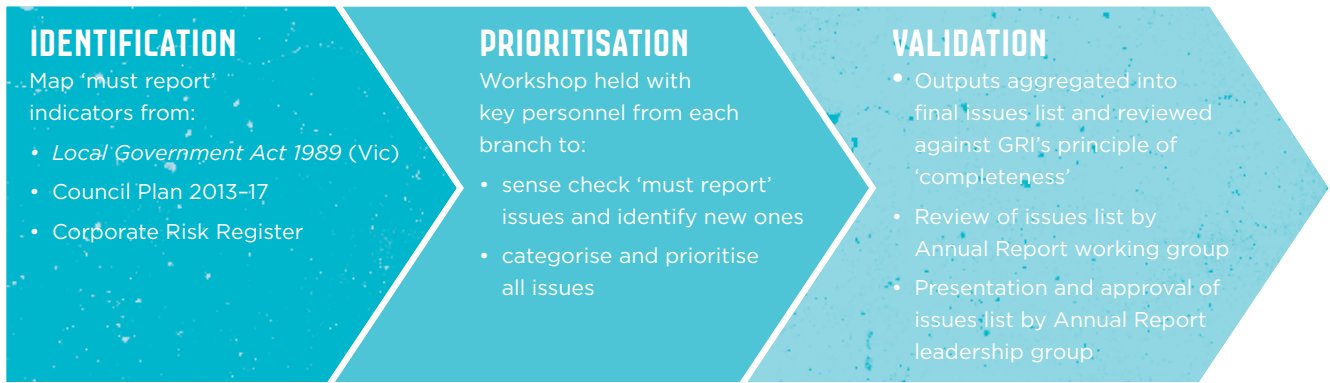 IDENTIFICATION
Map ‘must report’
indicators from:
• Local Government Act 1989 (Vic)
• Council Plan 2013–17
• Corporate Risk Register
PRIORITISATION
Workshop held with
key personnel from each
branch to:
• sense check ‘must report’
issues and identify new ones
• categorise and prioritise
all issues
VALIDATION
• Outputs aggregated into
final issues list and reviewed
against GRI’s principle of
‘completeness’
• Review of issues list by
Annual Report working group
• Presentation and approval of
issues list by Annual Report
leadership group